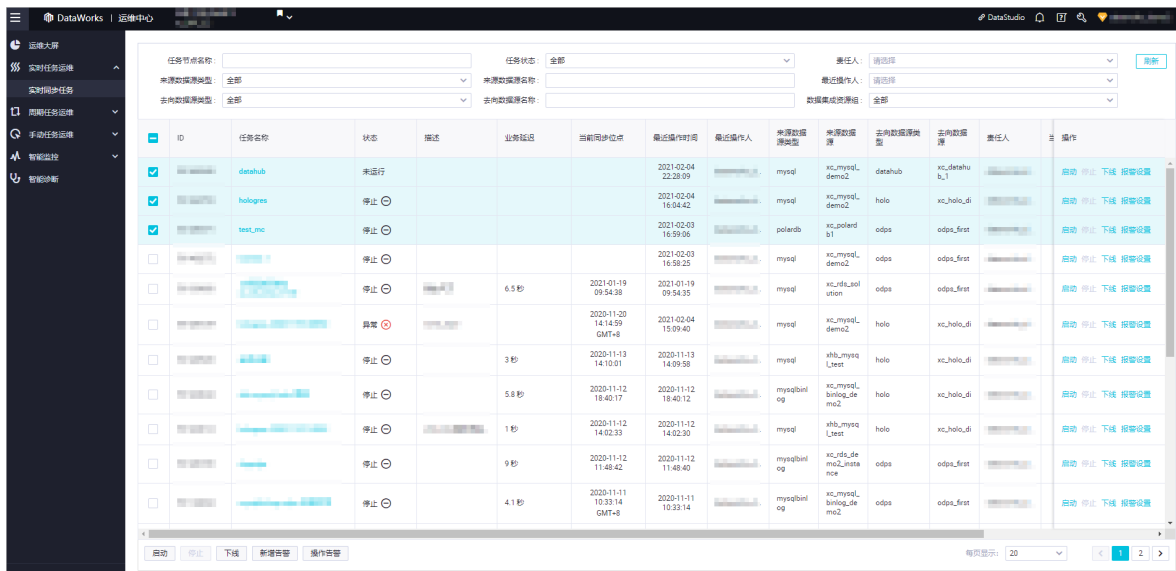 DataWorks | 运维中心
DataStudio
运维大屏
实时任务运维
实时同步任务
周期任务运维
手动任务运维
智能监控
智能诊断
任务节点名称: 任务状态: 全部 责任人: 请选择 刷新
来源数据源类型: 全部 来源数据源名称: 最近操作人: 请选择
去向数据源类型: 全部 去向数据源名称: 数据集成资源组: 全部
ID 任务名称 状态 描述 业务延迟 当前同步位点 最近操作时间 最近操作人 来源数据源类型 来源数据源 去向数据源类型 去向数据源 责任人 操作
datahub 未运行 2021-02-04 22:28:09 mysql xc_mysql_demo2 datahub xc_datahub_1 启动 停止 下线 报警设置
hologres 停止 2021-02-04 16:04:42 mysql xc_mysql_demo2 holo xc_holo_di 启动 停止 下线 报警设置
test_mc 停止 2021-02-03 16:59:06 polardb xc_polardb1 odps odps_first 启动 停止 下线 报警设置
停止 2021-02-03 16:58:25 mysql xc_mysql_demo2 odps odps_first 启动 停止 下线 报警设置
停止 6.5 秒 2021-01-19 09:54:38 2021-01-19 09:54:35 mysql xc_rds_solution odps odps_first 启动 停止 下线 报警设置
异常 2020-11-20 14:14:59 GMT+8 2021-02-04 15:09:40 mysql xc_mysql_demo2 holo xc_holo_di 启动 停止 下线 报警设置
停止 3 秒 2020-11-13 14:10:01 2020-11-13 14:09:58 mysql xhb_mysql_test holo xc_holo_di 启动 停止 下线 报警设置
停止 5.8 秒 2020-11-12 18:40:17 2020-11-12 18:40:12 mysqlbinlog xc_mysql_binlog_demo2 holo xc_holo_di 启动 停止 下线 报警设置
停止 1 秒 2020-11-12 14:02:33 2020-11-12 14:02:30 mysql xhb_mysql_test holo xc_holo_di 启动 停止 下线 报警设置
停止 9 秒 2020-11-12 11:48:42 2020-11-12 11:48:40 mysqlbinlog xc_rds_demo2_instance odps odps_first 启动 停止 下线 报警设置
停止 4.1 秒 2020-11-11 10:33:14 GMT+8 2020-11-11 10:33:14 mysqlbinlog xc_mysql_binlog_demo2 odps odps_first 启动 停止 下线 报警设置
启动 停止 下线 新增告警 操作告警 每页显示: 20 1 2